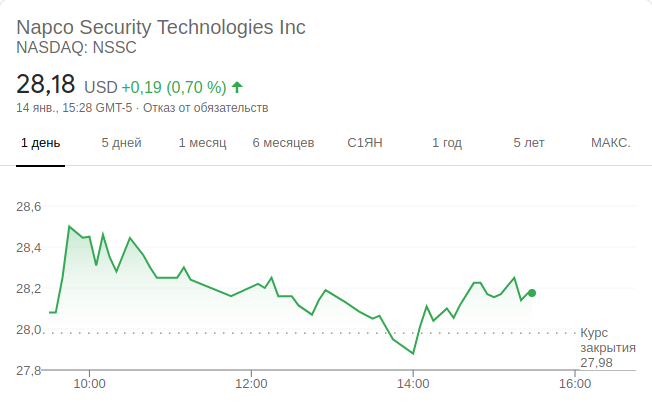 Napco Security Technologies Inc
NASDAQ: NSSC
28,18 USD +0,19 (0,70 %)
14 янв., 15:28 GMT-5 · Отказ от обязательств
1 день 5 дней 1 месяц 6 месяцев С1ЯН 1 год 5 лет МАКС.
28,6
28,4
28,2
28,0
27,8
Курс
закрытия
27,98
10:00 12:00 14:00 16:00